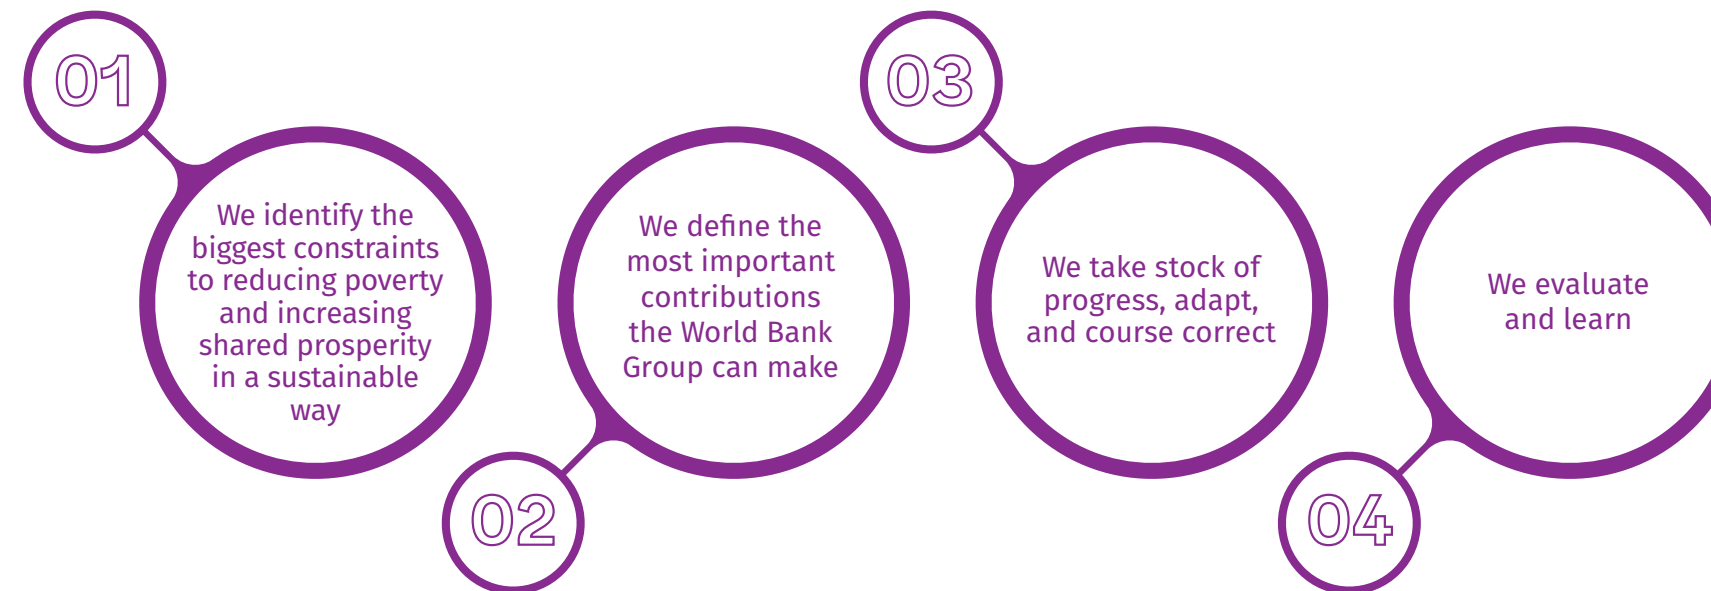 01
We identify the
biggest constraints
to reducing poverty
and increasing
shared prosperity
in a sustainable
way
02
We define the
most important
contributions
the World Bank
Group can make
03
We take stock of
progress, adapt,
and course correct
04
We evaluate
and learn